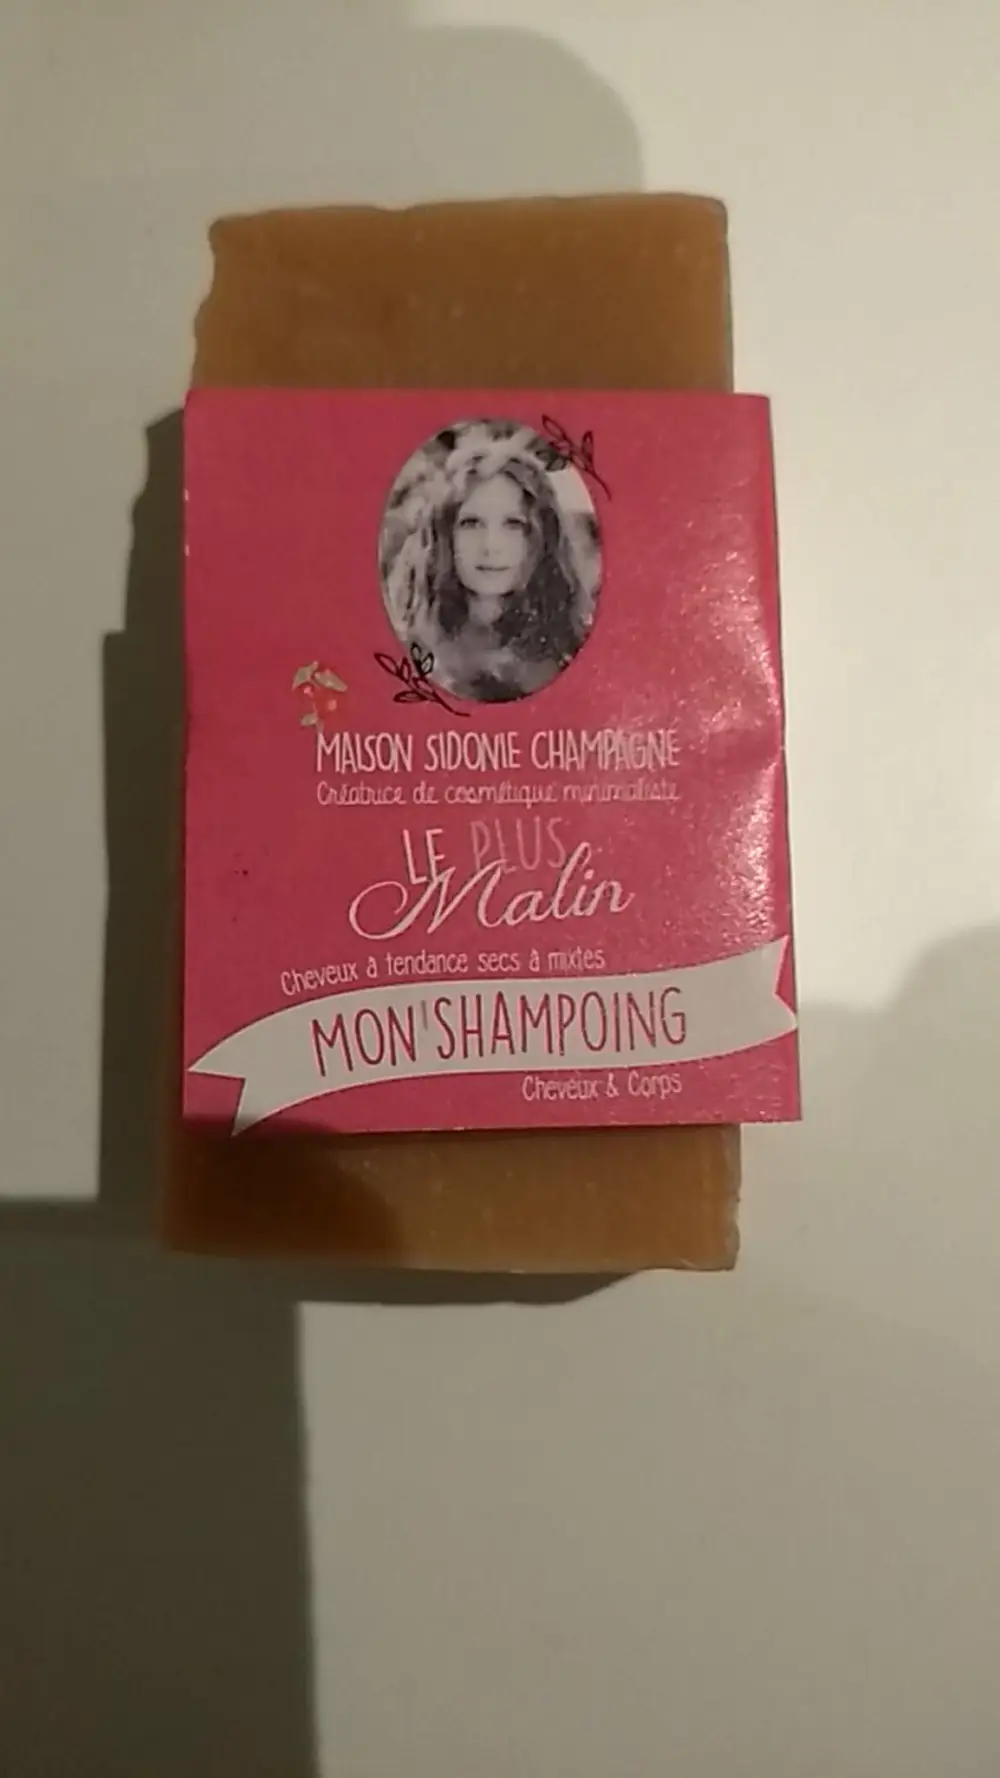 MAISON SIDONIE CHAMPAGNE
Créatrice de cosmétique minimaliste
LE PLUS
Malin
Cheveux à tendance secs à mixtes
MON'SHAMPOING
Cheveux & Corps